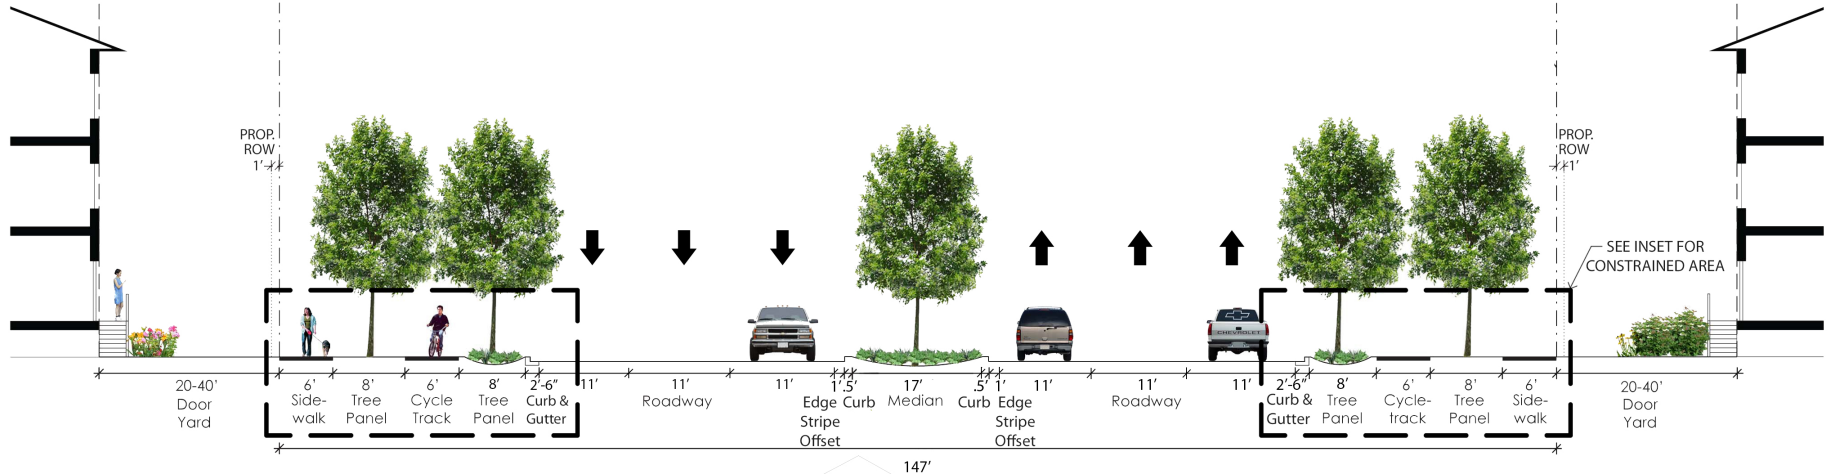 PROP.
ROW
1'
PROP.
ROW
1'
SEE INSET FOR
CONSTRAINED AREA
CHEVROLET
20-40' 6' 8' 6' 8' 2'-6" 11' 11' 11' 1' .5' 17' .5' 1' 11' 11' 11' 2'-6" 8' 6' 8' 6' 20-40'
Door
Yard
Side-
walk
Tree
Panel
Cycle
Track
Tree
Panel
Curb &
Gutter
Roadway
Edge
Stripe
Offset
Curb
Median
Curb
Edge
Stripe
Offset
Roadway
Curb &
Gutter
Tree
Panel
Cycle-
track
Tree
Panel
Side-
walk
Door
Yard
147'